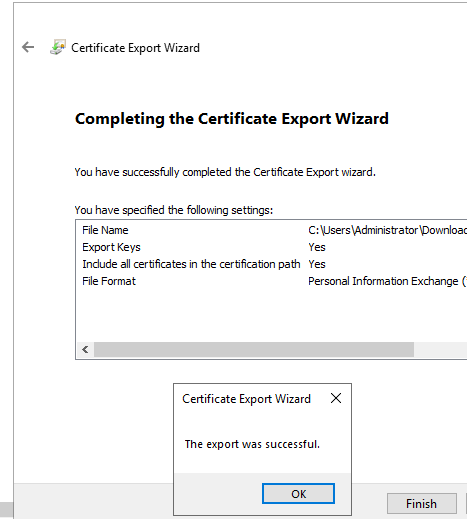 Certificate Export Wizard
Completing the Certificate Export Wizard
You have successfully completed the Certificate Export wizard.
You have specified the following settings:
File Name C:\Users\Administrator\Downloa
Export Keys Yes
Include all certificates in the certification path Yes
File Format Personal Information Exchange (
Certificate Export Wizard
The export was successful.
OK
Finish